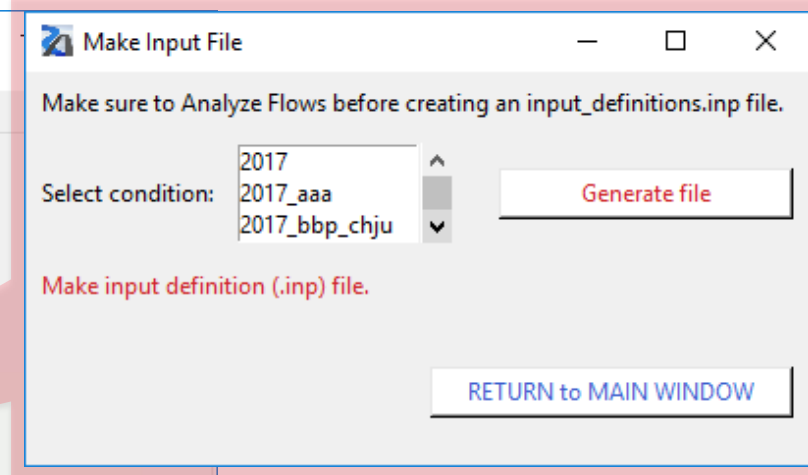 Make Input File
Make sure to Analyze Flows before creating an input_definitions.inp file.
Select condition:
2017
2017_aaa
2017_bbp_chju
Generate file
Make input definition (.inp) file.
RETURN to MAIN WINDOW